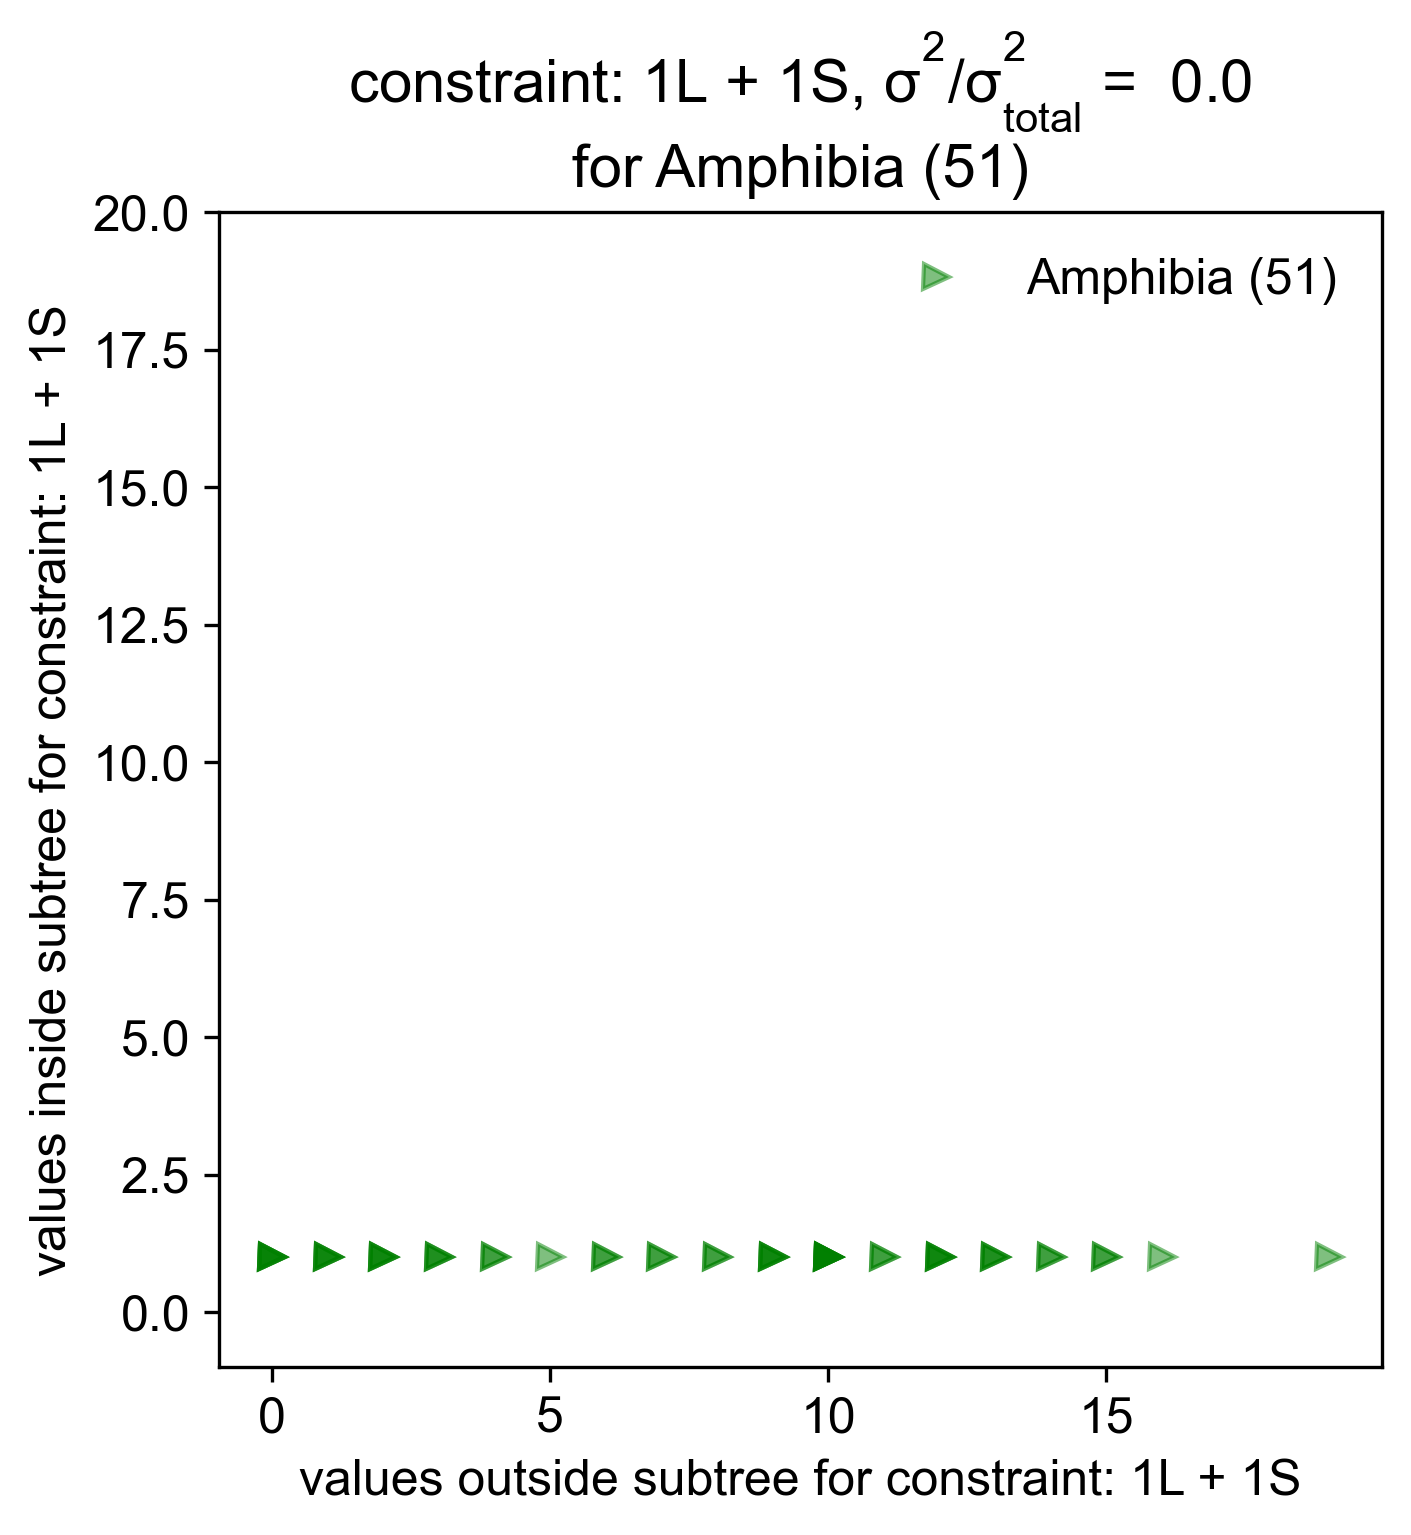 constraint: 1L + 1S, σ²/σ²total = 0.0
for Amphibia (51)
Amphibia (51)
values inside subtree for constraint: 1L + 1S
20.0
17.5
15.0
12.5
10.0
7.5
5.0
2.5
0.0
0 5 10 15
values outside subtree for constraint: 1L + 1S